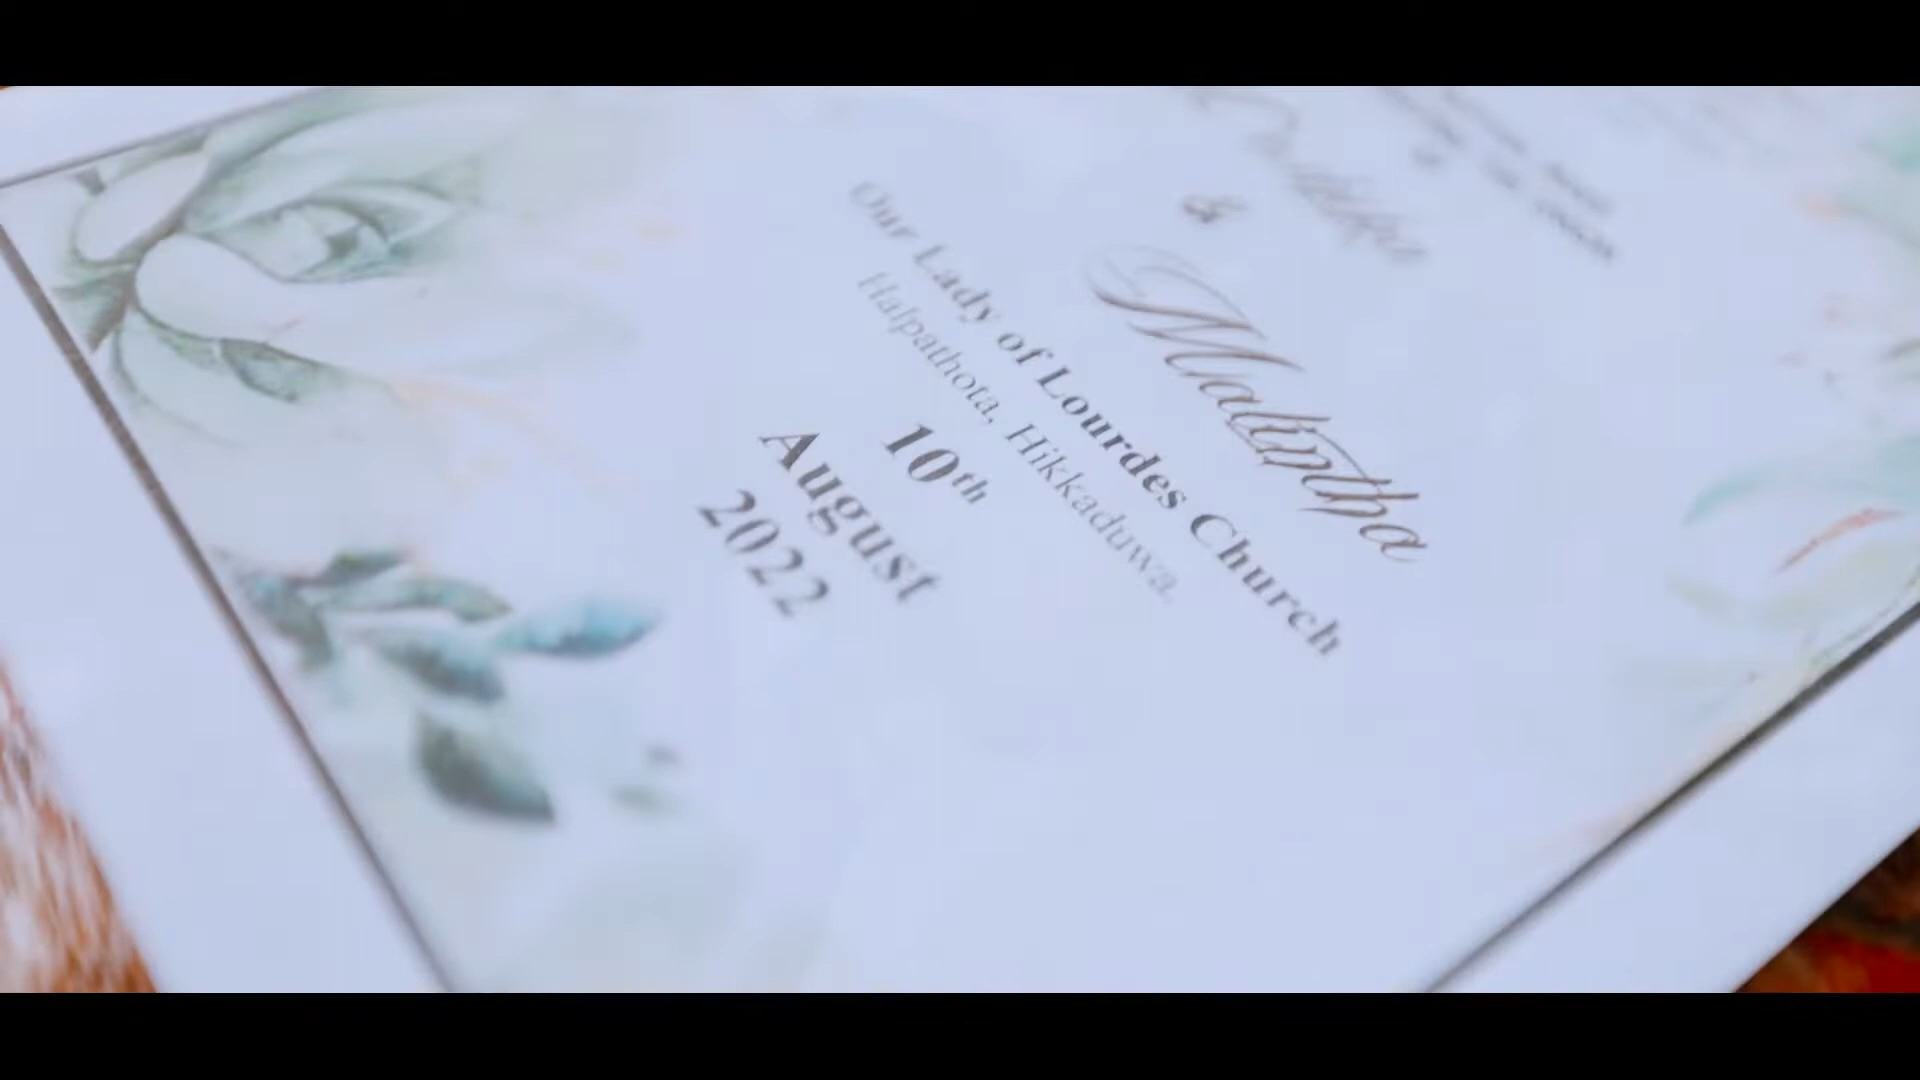 &
Malintha
Our Lady of Lourdes Church
Halpathota, Hikkaduwa.
10th
August
2022